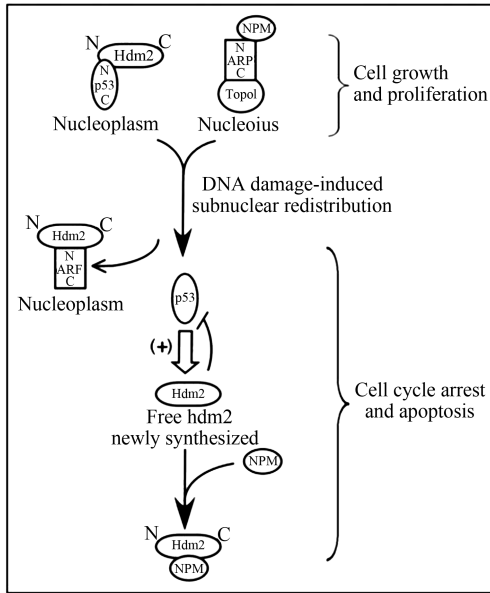 N
Hdm2
C
N
p53
C
Nucleoplasm
NPM
N
ARP
C
Topol
Nucleoius
Cell growth
and proliferation
DNA damage-induced
subnuclear redistribution
N
Hdm2
C
N
ARF
C
Nucleoplasm
p53
(+)
Hdm2
Free hdm2
newly synthesized
NPM
N
Hdm2
C
NPM
Cell cycle arrest
and apoptosis